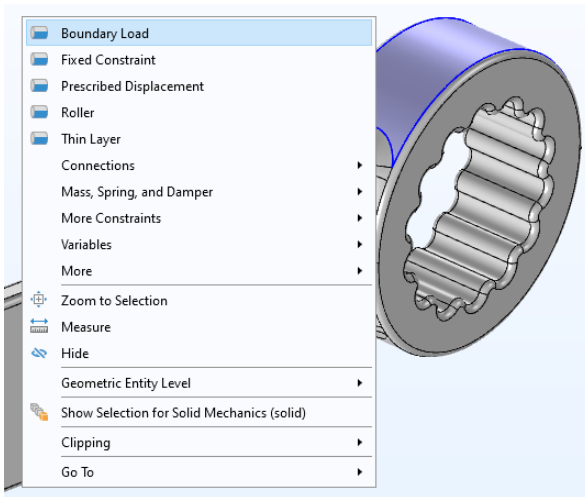 Boundary Load
Fixed Constraint
Prescribed Displacement
Roller
Thin Layer
Connections
Mass, Spring, and Damper
More Constraints
Variables
More
Zoom to Selection
Measure
Hide
Geometric Entity Level
Show Selection for Solid Mechanics (solid)
Clipping
Go To